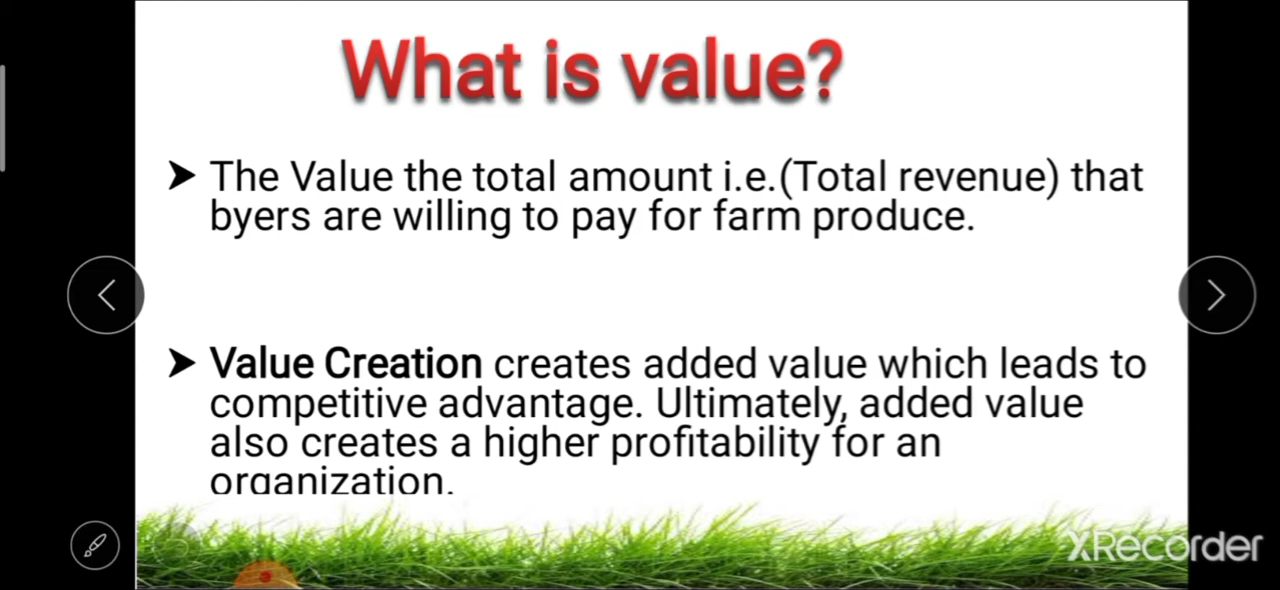 What is value?
The Value the total amount i.e.(Total revenue) that
byers are willing to pay for farm produce.
Value Creation creates added value which leads to
competitive advantage. Ultimately, added value
also creates a higher profitability for an
organization.
XRecorder